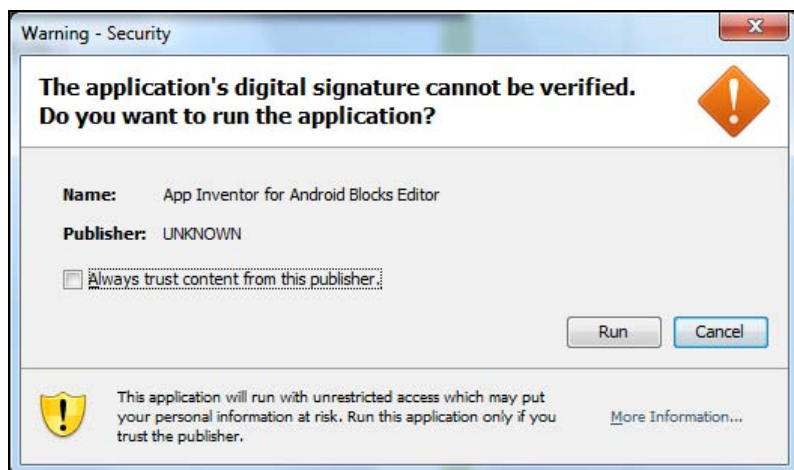 Warning - Security
The application's digital signature cannot be verified.
Do you want to run the application?
Name: App Inventor for Android Blocks Editor
Publisher: UNKNOWN
Always trust content from this publisher.
Run Cancel
This application will run with unrestricted access which may put
your personal information at risk. Run this application only if you
trust the publisher.
More Information...